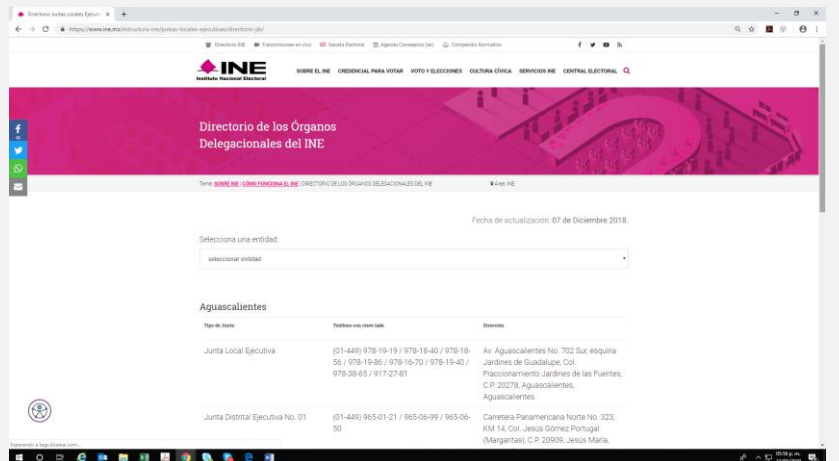 Directorio Juntas Locales Ejecuti
https://www.ine.mx/estructura-ine/juntas-locales-ejecutivas/directorio-jle/
Directorio INE Transmisiones en vivo Gaceta Electoral Agenda Consejeros (as) Compendio Normativo
INE
Instituto Nacional Electoral
SOBRE EL INE CREDENCIAL PARA VOTAR VOTO Y ELECCIONES CULTURA CÍVICA SERVICIOS INE CENTRAL ELECTORAL
Directorio de los Órganos
Delegacionales del INE
Tema: SOBRE INE | CÓMO FUNCIONA EL INE | DIRECTORIO DE LOS ÓRGANOS DELEGACIONALES DEL INE
Área: INE
Fecha de actualización: 07 de Diciembre 2018.
Selecciona una entidad:
seleccionar entidad
Aguascalientes
Tipo de Junta Teléfono con clave lada Dirección
Junta Local Ejecutiva (01-449) 978-19-19 / 978-18-40 / 978-18- Av. Aguascalientes No. 702 Sur, esquina
56 / 978-19-86 / 978-16-70 / 978-19-40 / Jardines de Guadalupe, Col.
978-38-65 / 917-27-81 Fraccionamiento Jardines de las Fuentes,
C.P. 20278, Aguascalientes,
Aguascalientes.
Junta Distrital Ejecutiva No. 01 (01-449) 965-01-21 / 965-06-99 / 965-06- Carretera Panamericana Norte No. 323,
50 KM 14, Col. Jesús Gómez Portugal
(Margaritas), C.P. 20909, Jesús María,
Esperando a tags.bluekai.com...
05:56 p. m.